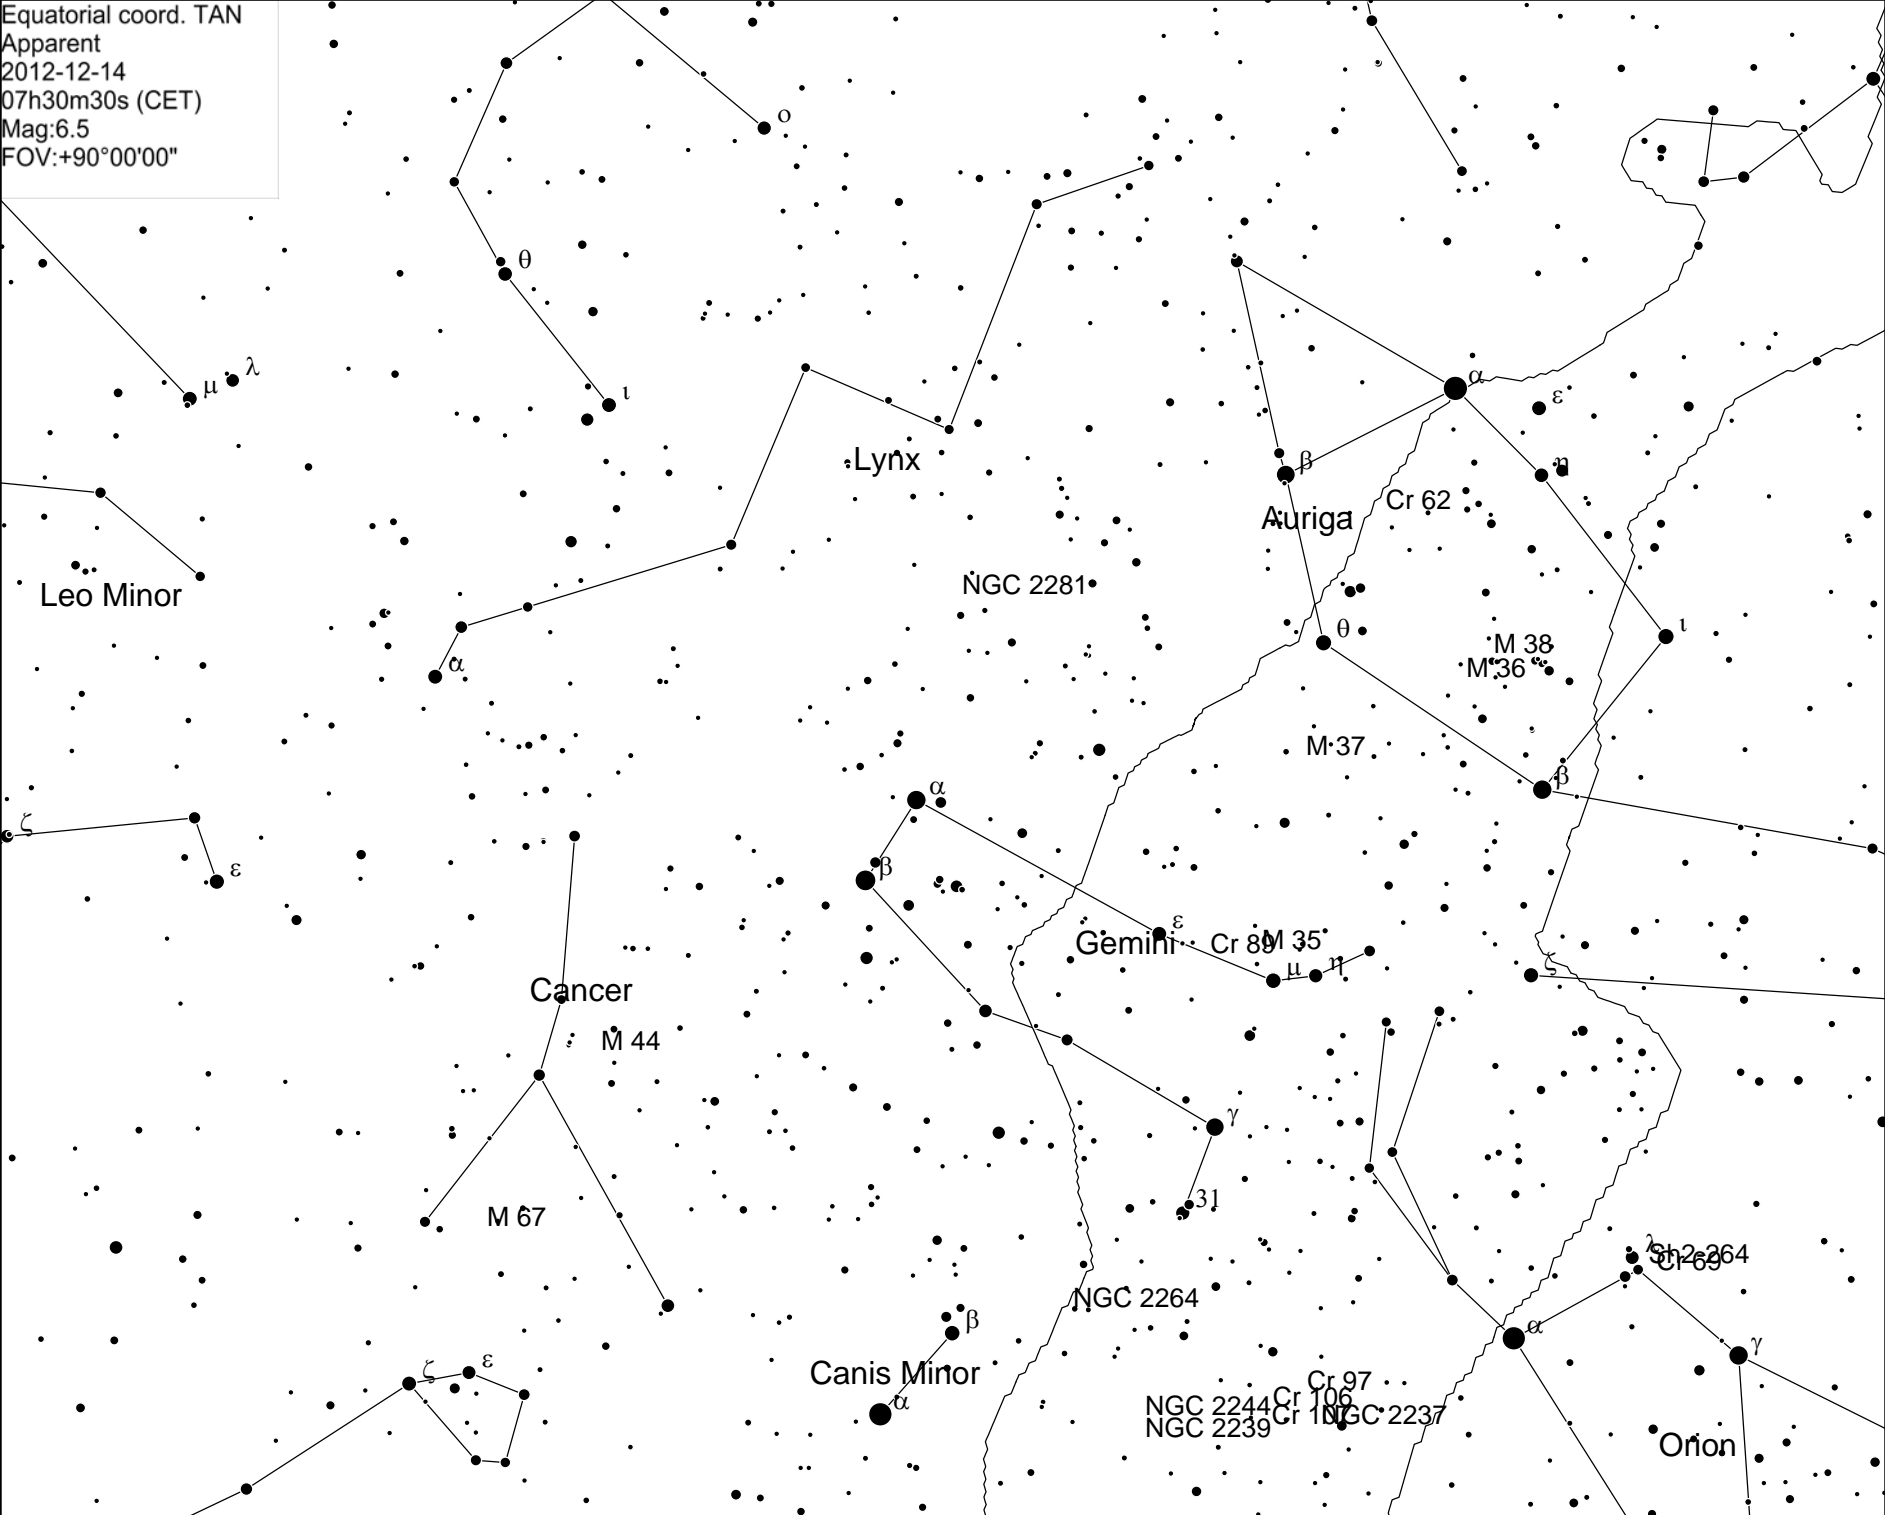 Equatorial coord. TAN
Apparent
2012-12-14
07h30m30s (CET)
Mag:6.5
FOV:+90°00'00"
ο
θ
μ λ
ι
α
ε
Lynx
β
η
Auriga
Cr 62
Leo Minor
NGC 2281
θ
ι
M 38
M 36
α
M 37
β
α
ζ
β
ε
ε
Gemini
Cr 89
M 35
μ
η
ζ
Cancer
M 44
γ
31
M 67
λ
Sh2-264
Cr 69
NGC 2264
β
α
γ
ζ
ε
Canis Minor
α
Cr 97
Cr 106
NGC 2244
Cr 107
NGC 2237
NGC 2239
Orion